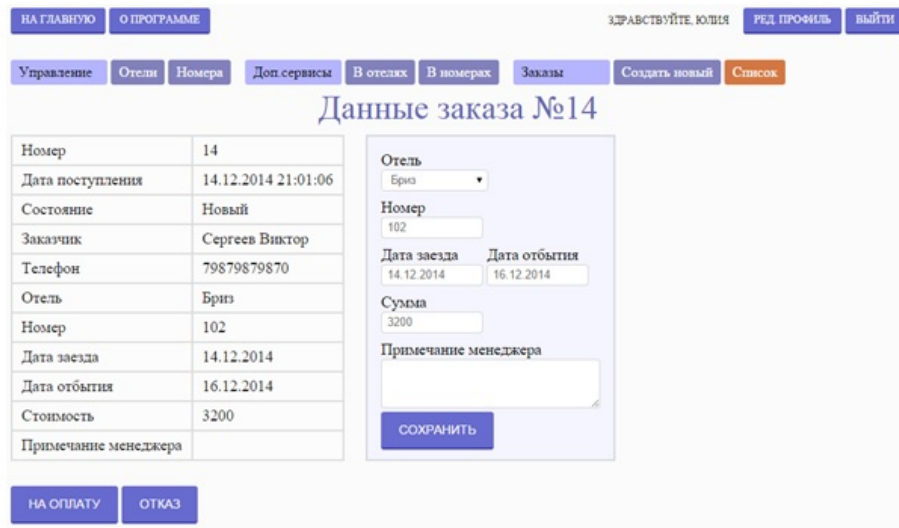 НА ГЛАВНУЮ О ПРОГРАММЕ ЗДРАВСТВУЙТЕ, ЮЛИЯ РЕД. ПРОФИЛЬ ВЫЙТИ
Управление Отели Номера Доп.сервисы В отелях В номерах Заказы Создать новый Список
Данные заказа №14
Номер 14
Дата поступления 14.12.2014 21:01:06
Состояние Новый
Заказчик Сергеев Виктор
Телефон 79879879870
Отель Бриз
Номер 102
Дата заезда 14.12.2014
Дата отбытия 16.12.2014
Стоимость 3200
Примечание менеджера
Отель
Бриз
Номер
102
Дата заезда Дата отбытия
14.12.2014 16.12.2014
Сумма
3200
Примечание менеджера
СОХРАНИТЬ
НА ОПЛАТУ ОТКАЗ